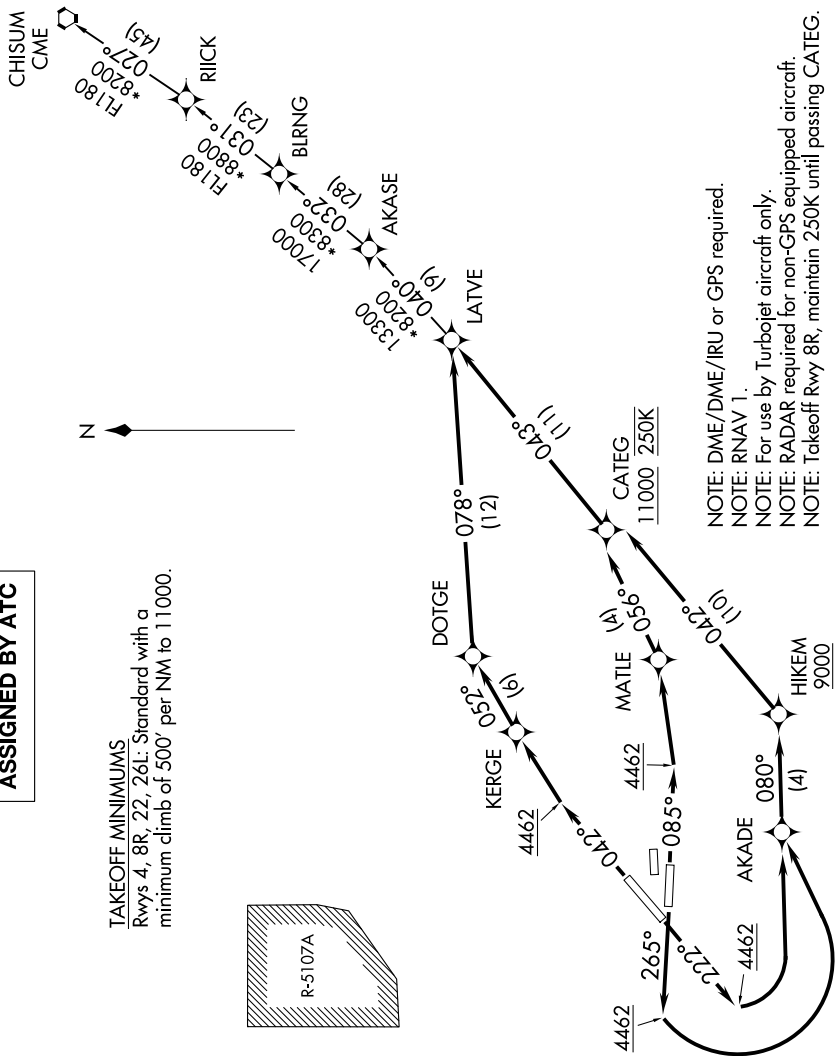 ASSIGNED BY ATC
TAKEOFF MINIMUMS
Rwys 4, 8R, 22, 26L: Standard with a
minimum climb of 500' per NM to 11000.
N
CHISUM
CME
FL180
*8200
027°
(45)
RIICK
FL180
*8800
031°
(23)
BLRNG
17000
*8300
032°
(28)
AKASE
13300
*8200
040°
(9)
LATVE
078°
(12)
043°
(11)
DOTGE
052°
(6)
KERGE
CATEG
11000 250K
056°
(4)
MATLE
042°
(10)
4462
4462
042°
085°
HIKEM
9000
080°
(4)
AKADE
265°
222°
4462
4462
R-5107A
NOTE: DME/DME/IRU or GPS required.
NOTE: RNAV 1.
NOTE: For use by Turbojet aircraft only.
NOTE: RADAR required for non-GPS equipped aircraft.
NOTE: Takeoff Rwy 8R, maintain 250K until passing CATEG.